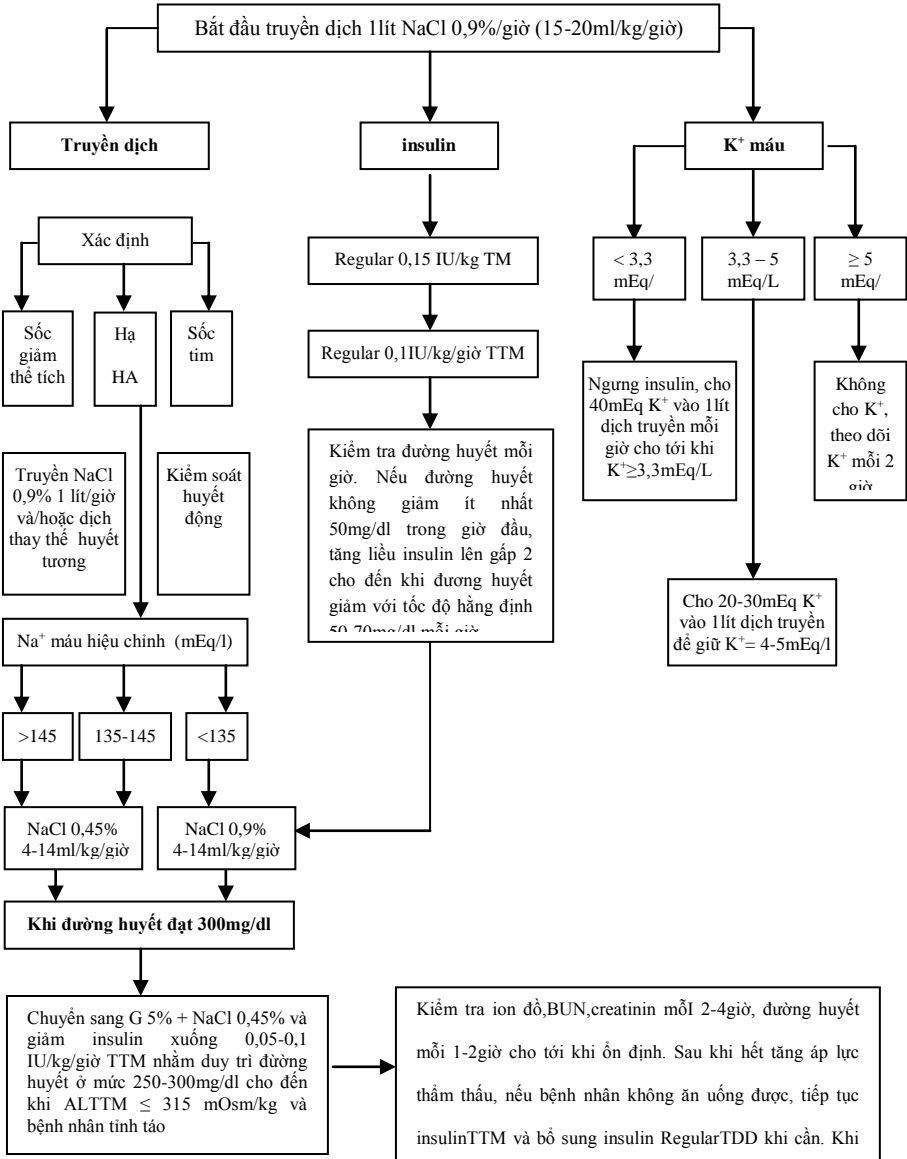 Bắt đầu truyền dịch 1lít NaCl 0,9%/giờ (15-20ml/kg/giờ)
Truyền dịch
insulin
K⁺ máu
Xác định
Sốc
giảm
thể tích
Hạ
HA
Sốc
tim
Truyền NaCl
0,9% 1 lít/giờ
và/hoặc dịch
thay thế huyết
tương
Kiểm soát
huyết
động
Na⁺ máu hiệu chỉnh (mEq/l)
>145
135-145
<135
NaCl 0,45%
4-14ml/kg/giờ
NaCl 0,9%
4-14ml/kg/giờ
Regular 0,15 IU/kg TM
Regular 0,1IU/kg/giờ TTM
Kiểm tra đường huyết mỗi
giờ. Nếu đường huyết
không giảm ít nhất
50mg/dl trong giờ đầu,
tăng liều insulin lên gấp 2
cho đến khi đương huyết
giảm với tốc độ hằng định
50-70mg/dl mỗi giờ
< 3,3
mEq/
3,3 – 5
mEq/L
≥ 5
mEq/
Ngưng insulin, cho
40mEq K⁺ vào 1lít
dịch truyền mỗi
giờ cho tới khi
K⁺≥3,3mEq/L
Không
cho K⁺,
theo dõi
K⁺ mỗi 2
giờ
Cho 20-30mEq K⁺
vào 1lít dịch truyền
để giữ K⁺= 4-5mEq/l
Khi đường huyết đạt 300mg/dl
Chuyển sang G 5% + NaCl 0,45% và
giảm insulin xuống 0,05-0,1
IU/kg/giờ TTM nhằm duy trì đường
huyết ở mức 250-300mg/dl cho đến
khi ALTTM ≤ 315 mOsm/kg và
bệnh nhân tỉnh táo
Kiểm tra ion đồ,BUN,creatinin mỗI 2-4giờ, đường huyết
mỗi 1-2giờ cho tới khi ổn định. Sau khi hết tăng áp lực
thẩm thấu, nếu bệnh nhân không ăn uống được, tiếp tục
insulinTTM và bổ sung insulin RegularTDD khi cần. Khi